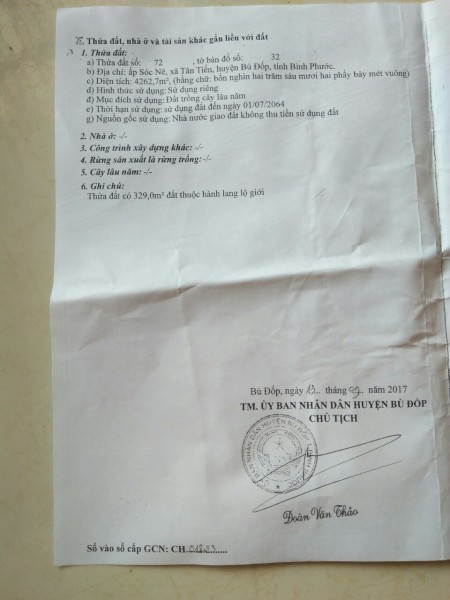 II. Thửa đất, nhà ở và tài sản khác gắn liền với đất
1. Thửa đất:
a) Thửa đất số: 72 , tờ bản đồ số: 32
b) Địa chỉ: ấp Sóc Nê, xã Tân Tiến, huyện Bù Đốp, tỉnh Bình Phước.
c) Diện tích: 4262,7m², (bằng chữ: bốn nghìn hai trăm sáu mươi hai phẩy bảy mét vuông)
d) Hình thức sử dụng: Sử dụng riêng
đ) Mục đích sử dụng: Đất trồng cây lâu năm
e) Thời hạn sử dụng: sử dụng đất đến ngày 01/07/2064
g) Nguồn gốc sử dụng: Nhà nước giao đất không thu tiền sử dụng đất
2. Nhà ở: -/-
3. Công trình xây dựng khác: -/-
4. Rừng sản xuất là rừng trồng: -/-
5. Cây lâu năm: -/-
6. Ghi chú:
Thửa đất có 329,0m² đất thuộc hành lang lộ giới
Bù Đốp, ngày 13... tháng năm 2017
TM. ỦY BAN NHÂN DÂN HUYỆN BÙ ĐỐP
CHỦ TỊCH
BAN NHÂN DÂN HUYỆN BÙ ĐỐP
Đoàn Văn Thảo
Số vào sổ cấp GCN: CH